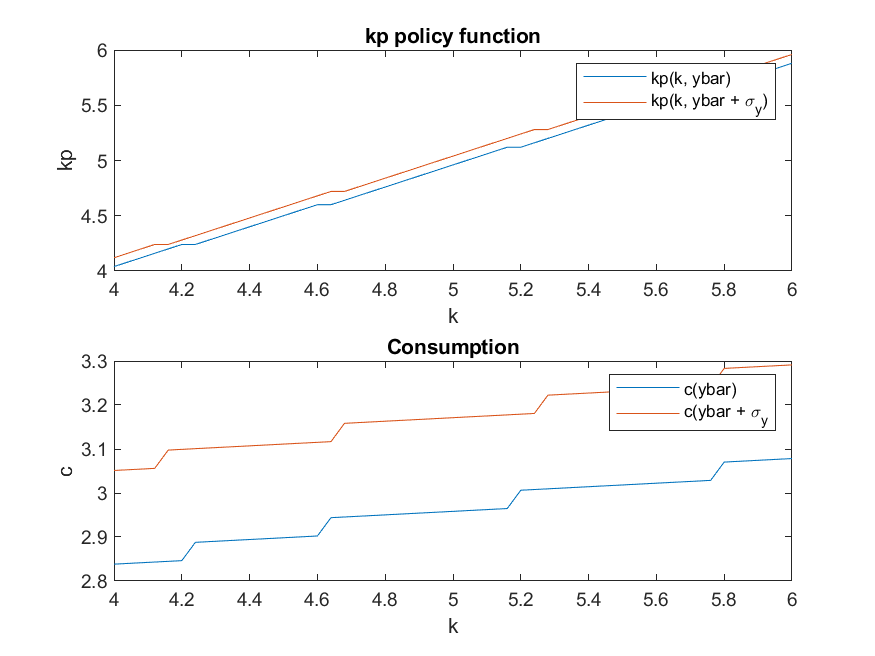 kp policy function
6
5.5
5
4.5
4
kp
kp(k, ybar)
kp(k, ybar + σy)
4 4.2 4.4 4.6 4.8 5 5.2 5.4 5.6 5.8 6
k
Consumption
3.3
3.2
3.1
3
2.9
2.8
c
c(ybar)
c(ybar + σy
4 4.2 4.4 4.6 4.8 5 5.2 5.4 5.6 5.8 6
k